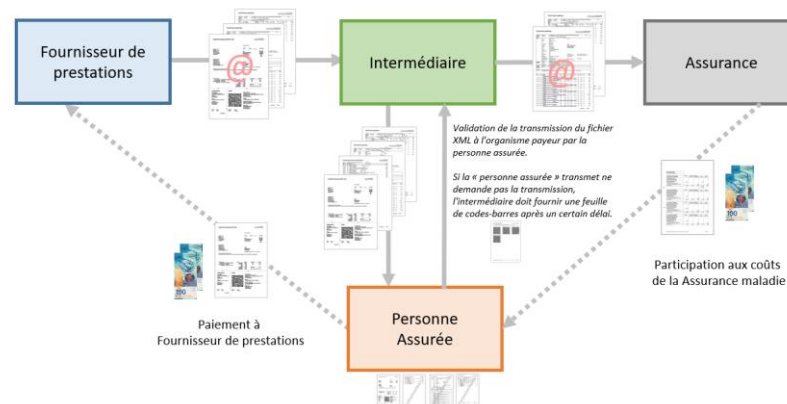 Fournisseur de
prestations
@
Intermédiaire
@
Assurance
Validation de la transmission du fichier
XML à l'organisme payeur par la
personne assurée.
Si la « personne assurée » transmet ne
demande pas la transmission,
l'intermédiaire doit fournir une feuille
de codes-barres après un certain délai.
100
Participation aux coûts
de la Assurance maladie
100
Paiement à
Fournisseur de prestations
Personne
Assurée